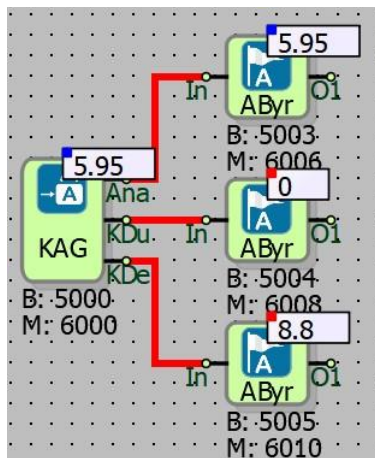 5.95
A
In
AByr
O1
B: 5003
M: 6006
5.95
A
Ana
KAG
KDu
KDe
B: 5000
M: 6000
0
A
In
AByr
O1
B: 5004
M: 6008
8.8
A
In
AByr
O1
B: 5005
M: 6010